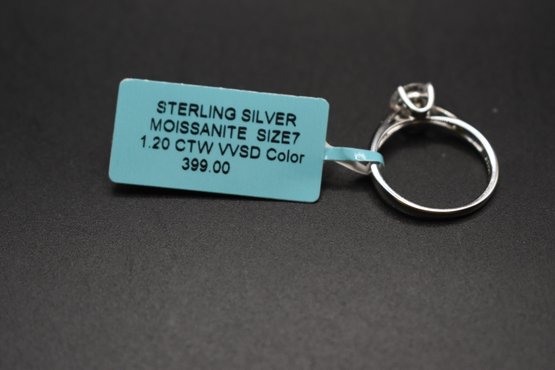 STERLING SILVER
MOISSANITE SIZE7
1.20 CTW VVSD Color
399.00